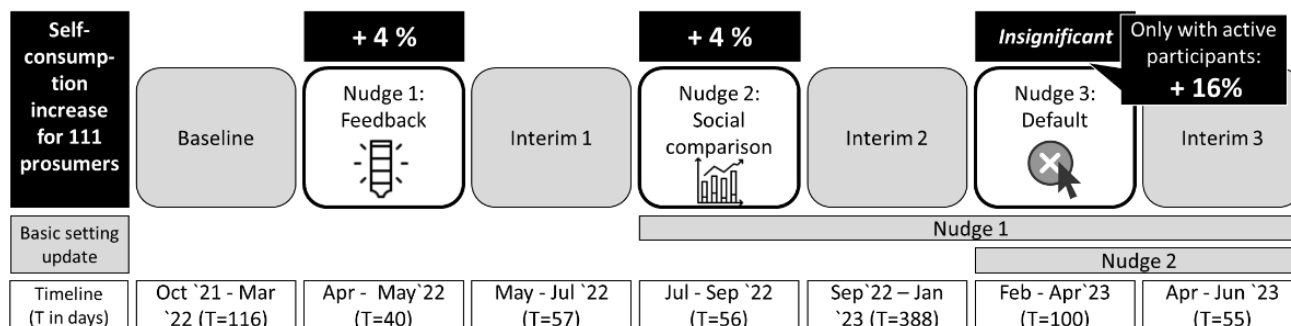 Self-
consump-
tion
increase
for 111
prosumers
+ 4 %
+ 4 %
Insignificant
Only with active
participants:
+ 16%
Baseline
Nudge 1:
Feedback
Interim 1
Nudge 2:
Social
comparison
Interim 2
Nudge 3:
Default
Interim 3
Basic setting
update
Nudge 1
Nudge 2
Timeline
(T in days)
Oct `21 - Mar
`22 (T=116)
Apr - May`22
(T=40)
May - Jul `22
(T=57)
Jul - Sep `22
(T=56)
Sep`22 – Jan
`23 (T=388)
Feb - Apr`23
(T=100)
Apr - Jun `23
(T=55)